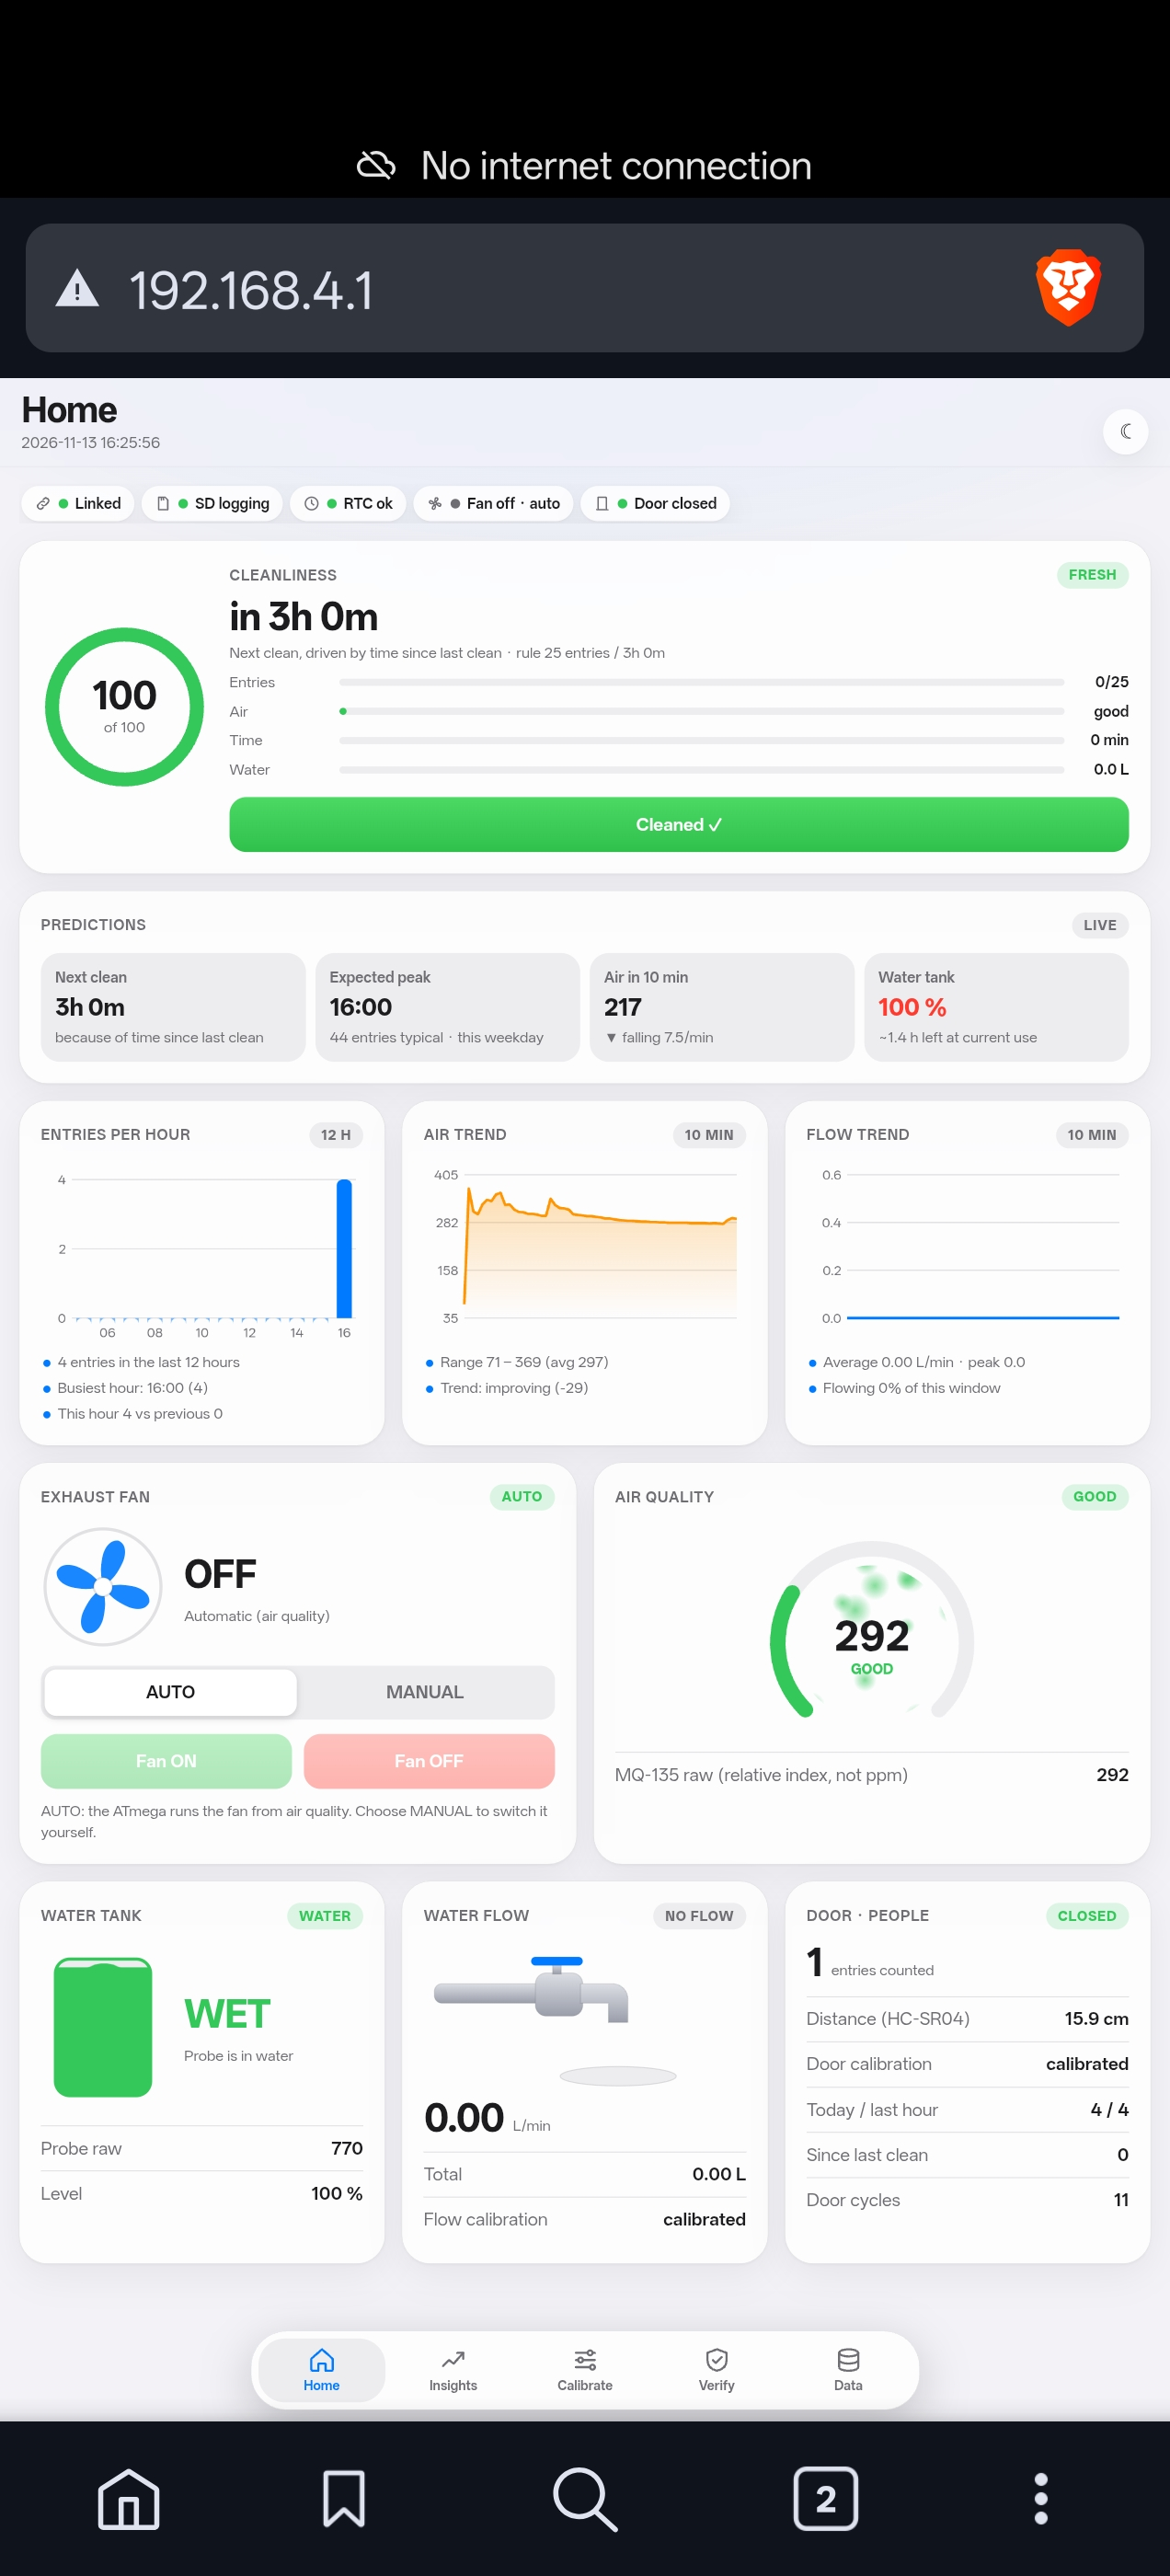 No internet connection
192.168.4.1
Home
2026-11-13 16:25:56
Linked
SD logging
RTC ok
Fan off · auto
Door closed
CLEANLINESS
FRESH
in 3h 0m
Next clean, driven by time since last clean · rule 25 entries / 3h 0m
100
of 100
Entries 0/25
Air good
Time 0 min
Water 0.0 L
Cleaned ✓
PREDICTIONS
LIVE
Next clean
3h 0m
because of time since last clean
Expected peak
16:00
44 entries typical · this weekday
Air in 10 min
217
▼ falling 7.5/min
Water tank
100 %
~1.4 h left at current use
ENTRIES PER HOUR
12 H
4
2
0
06 08 10 12 14 16
4 entries in the last 12 hours
Busiest hour: 16:00 (4)
This hour 4 vs previous 0
AIR TREND
10 MIN
405
282
158
35
Range 71 – 369 (avg 297)
Trend: improving (-29)
FLOW TREND
10 MIN
0.6
0.4
0.2
0.0
Average 0.00 L/min · peak 0.0
Flowing 0% of this window
EXHAUST FAN
AUTO
OFF
Automatic (air quality)
AUTO
MANUAL
Fan ON
Fan OFF
AUTO: the ATmega runs the fan from air quality. Choose MANUAL to switch it
yourself.
AIR QUALITY
GOOD
292
GOOD
MQ-135 raw (relative index, not ppm) 292
WATER TANK
WATER
WET
Probe is in water
Probe raw 770
Level 100 %
WATER FLOW
NO FLOW
0.00 L/min
Total 0.00 L
Flow calibration calibrated
DOOR · PEOPLE
CLOSED
1 entries counted
Distance (HC-SR04) 15.9 cm
Door calibration calibrated
Today / last hour 4 / 4
Since last clean 0
Door cycles 11
Home
Insights
Calibrate
Verify
Data
2